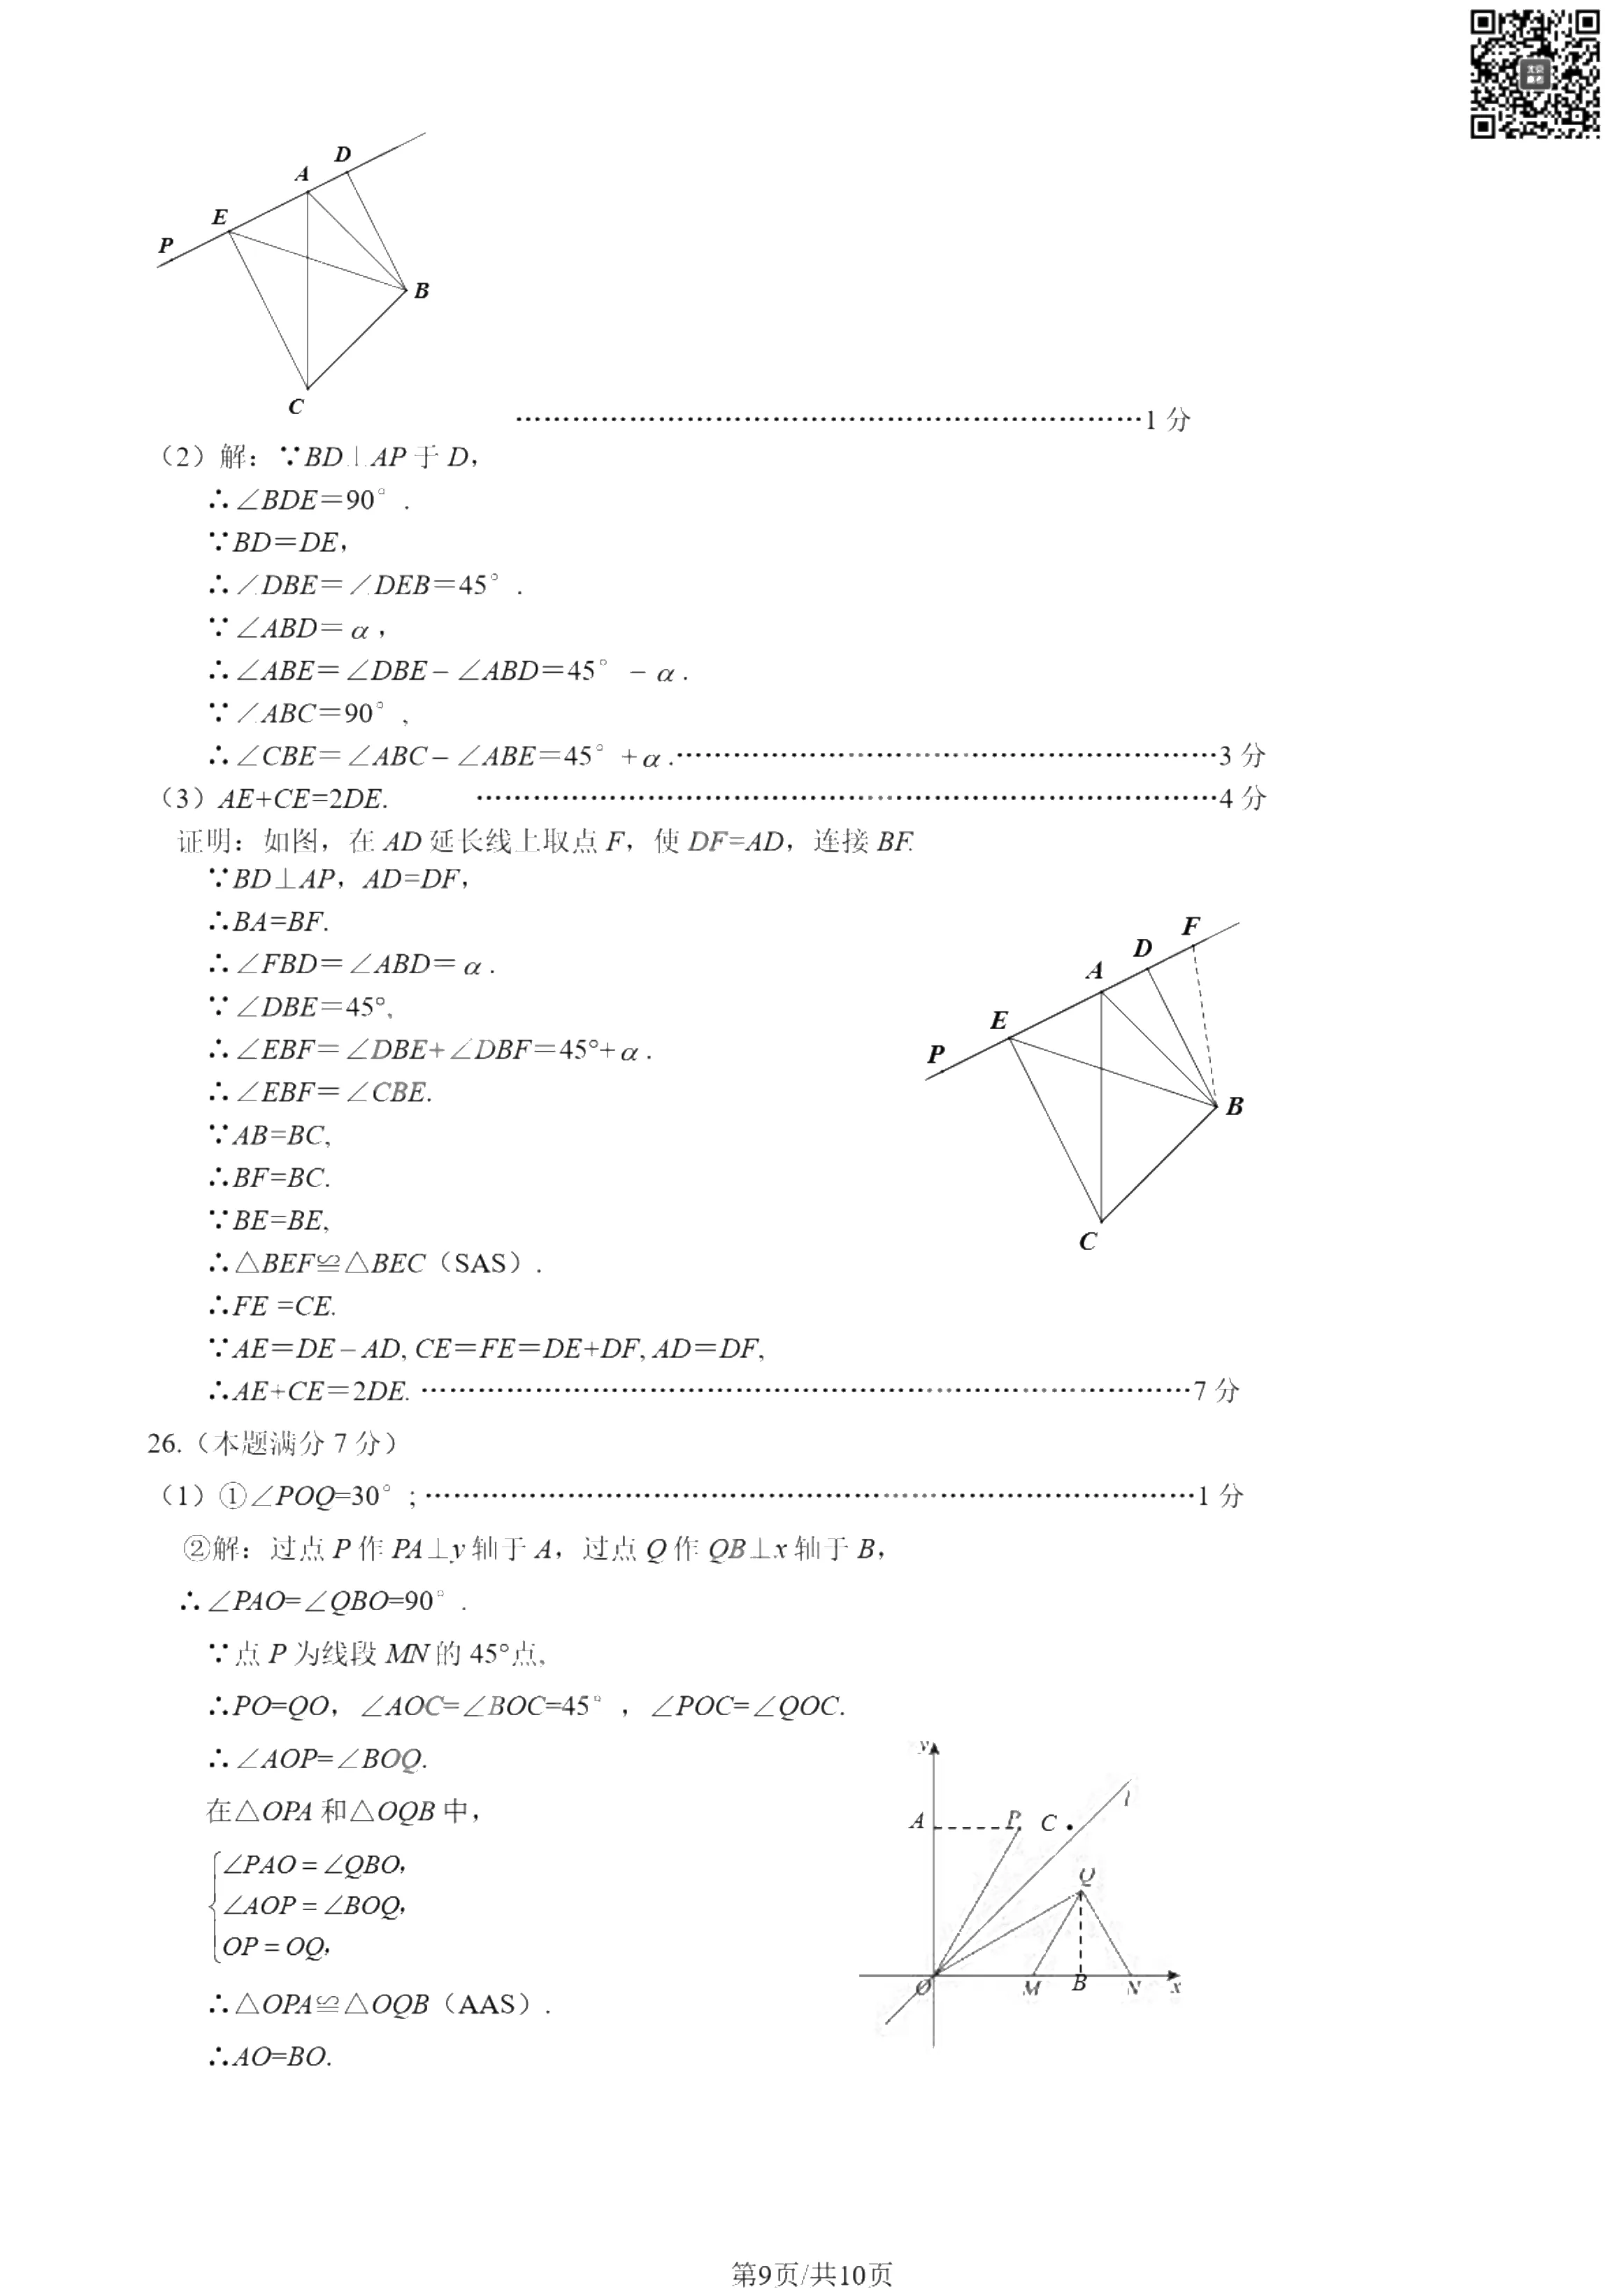 D
A
E
P
B
C
……………………………………………………………1 分
（2）解：∵BD⊥AP 于 D，
∴∠BDE＝90° .
∵BD＝DE，
∴∠DBE＝∠DEB＝45° .
∵∠ABD＝α，
∴∠ABE＝∠DBE－∠ABD＝45° －α.
∵∠ABC＝90° ,
∴∠CBE＝∠ABC－∠ABE＝45° +α.……………………………………………………3 分
（3）AE+CE=2DE. ………………………………………………………………………4 分
证明：如图，在 AD 延长线上取点 F，使 DF=AD，连接 BF.
∵BD⊥AP，AD=DF，
∴BA=BF.
∴∠FBD＝∠ABD＝α.
∵∠DBE＝45°,
∴∠EBF＝∠DBE+∠DBF＝45°+α.
∴∠EBF＝∠CBE.
∵AB=BC,
∴BF=BC.
∵BE=BE,
∴△BEF≌△BEC（SAS）.
∴FE =CE.
∵AE＝DE－AD, CE＝FE＝DE+DF, AD＝DF,
∴AE+CE＝2DE. …………………………………………………………………………7 分
F
D
A
E
P
B
C
26.（本题满分 7 分）
（1）①∠POQ=30° ; …………………………………………………………………………1 分
②解：过点 P 作 PA⊥y 轴于 A，过点 Q 作 QB⊥x 轴于 B，
∴∠PAO=∠QBO=90° .
∵点 P 为线段 MN 的 45°点,
∴PO=QO，∠AOC=∠BOC=45° ，∠POC=∠QOC.
∴∠AOP=∠BOQ.
在△OPA 和△OQB 中，
∠PAO = ∠QBO，
∠AOP = ∠BOQ，
OP = OQ，
∴△OPA≌△OQB（AAS）.
∴AO=BO.
y
l
A
P
C
Q
O
M
B
N
x
第9页/共10页